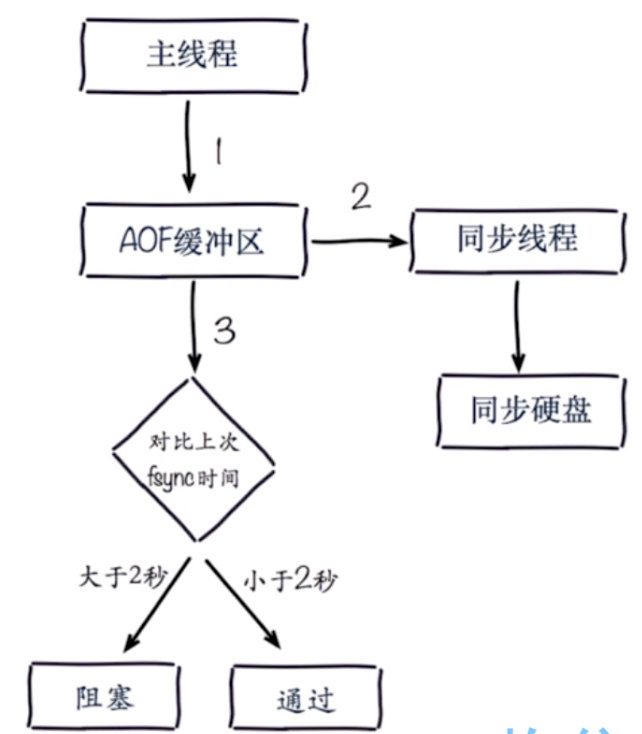 主线程
1
2
AOF缓冲区
同步线程
3
同步硬盘
对比上次
fsync时间
大于2秒
小于2秒
阻塞
通过